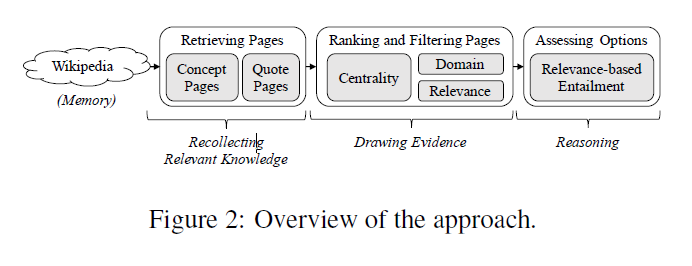 Wikipedia
(Memory)
Retrieving Pages
Concept
Pages
Quote
Pages
Recollecting
Relevant Knowledge
Ranking and Filtering Pages
Centrality
Domain
Relevance
Drawing Evidence
Assessing Options
Relevance-based
Entailment
Reasoning
Figure 2: Overview of the approach.